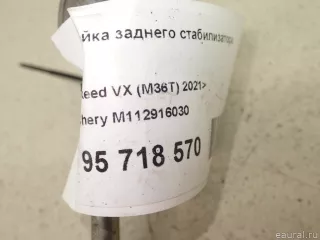 йка заднего стабилизатора
eed VX (M36T) 2021>
hery M112916030
95 718 570
eaural.ru